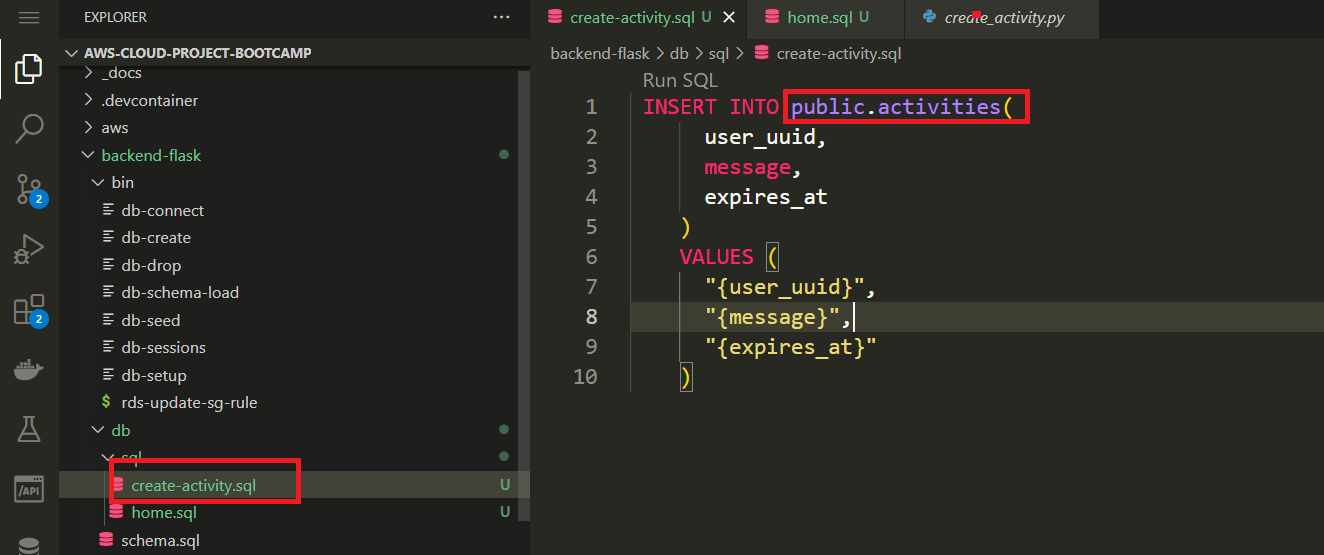 EXPLORER
...
AWS-CLOUD-PROJECT-BOOTCAMP
_docs
.devcontainer
aws
backend-flask
bin
db-connect
db-create
db-drop
db-schema-load
db-seed
db-sessions
db-setup
$ rds-update-sg-rule
db
sql
create-activity.sql U
home.sql U
schema.sql
2
2
/API
create-activity.sql U ×
home.sql U
create_activity.py
backend-flask > db > sql > create-activity.sql
Run SQL
1 INSERT INTO public.activities(
2 user_uuid,
3 message,
4 expires_at
5 )
6 VALUES (
7 "{user_uuid}",
8 "{message}",
9 "{expires_at}"
10 )